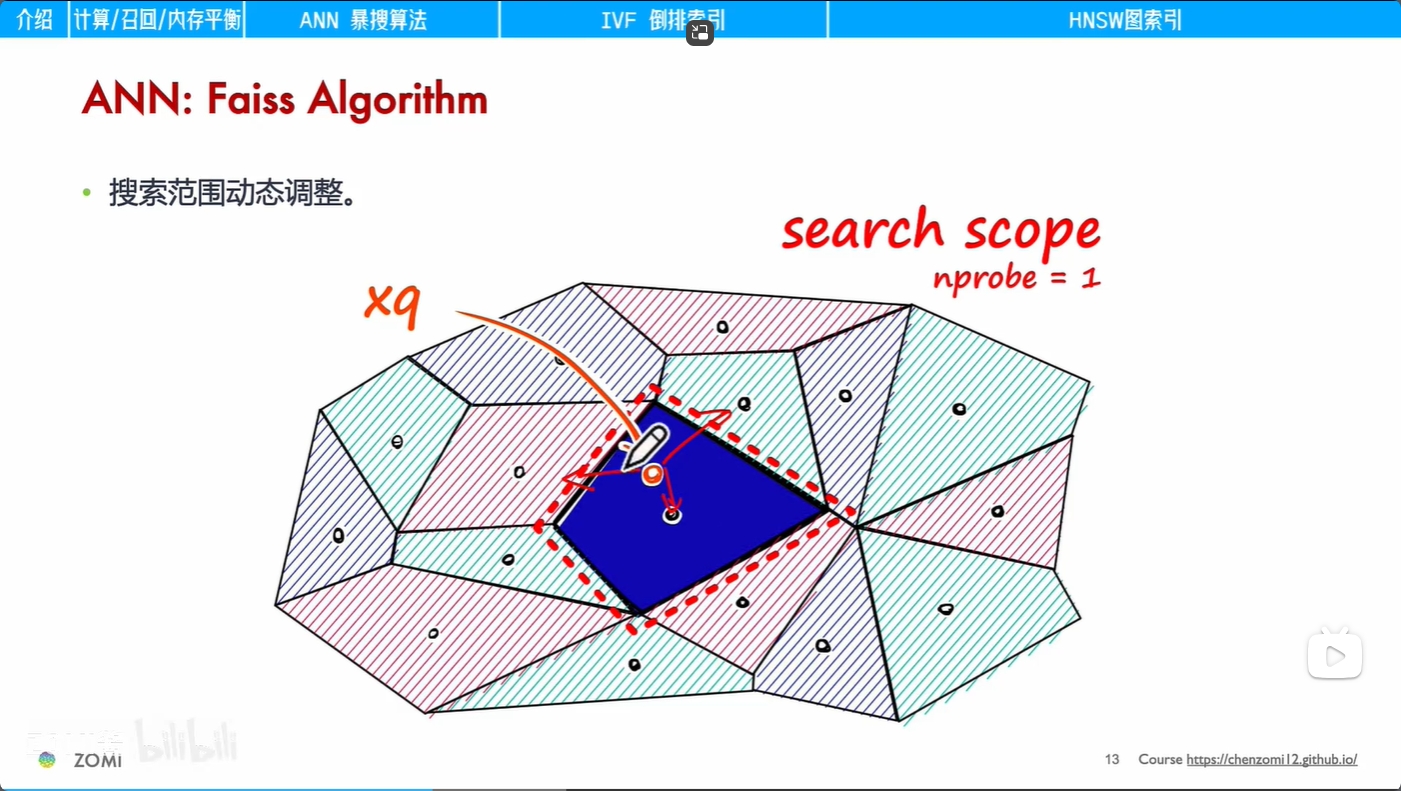 介绍
计算/召回/内存平衡
ANN 暴搜算法
IVF 倒排索引
HNSW图索引
ANN: Faiss Algorithm
• 搜索范围动态调整。
search scope
nprobe = 1
xq
bilibili
ZOMI
13 Course https://chenzomi12.github.io/